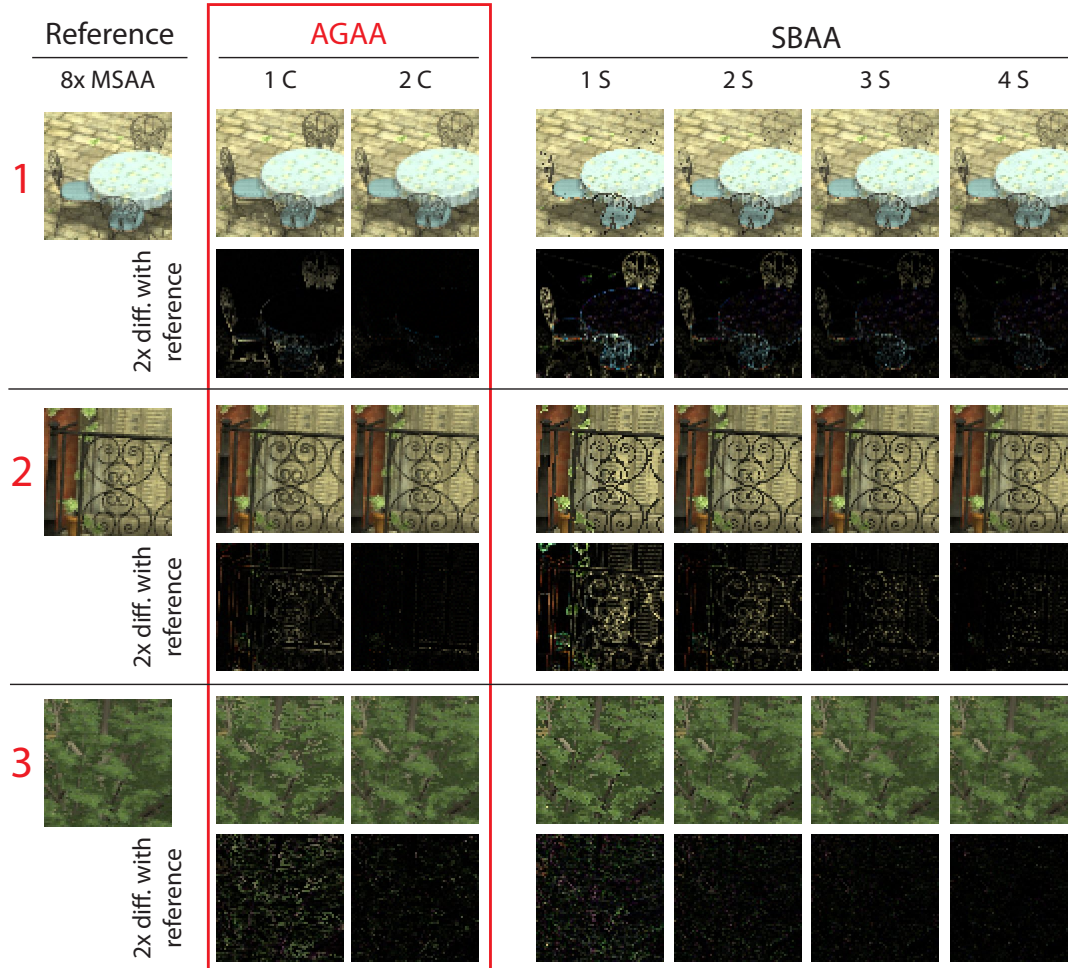 Reference
AGAA
SBAA
8x MSAA
1 C
2 C
1 S
2 S
3 S
4 S
1
2x diff. with
reference
2
2x diff. with
reference
3
2x diff. with
reference